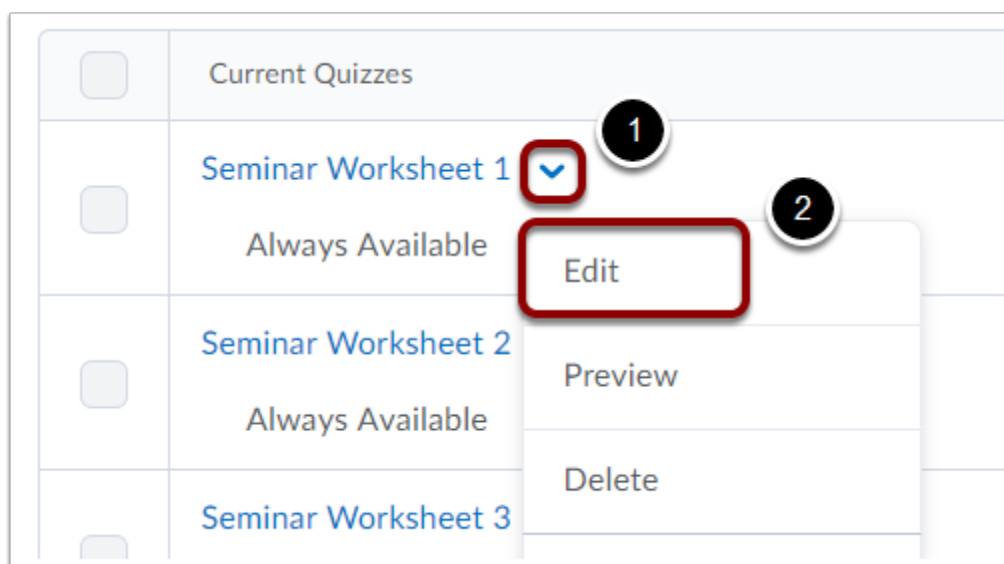 Current Quizzes
1
Seminar Worksheet 1
2
Always Available
Edit
Seminar Worksheet 2
Preview
Always Available
Delete
Seminar Worksheet 3